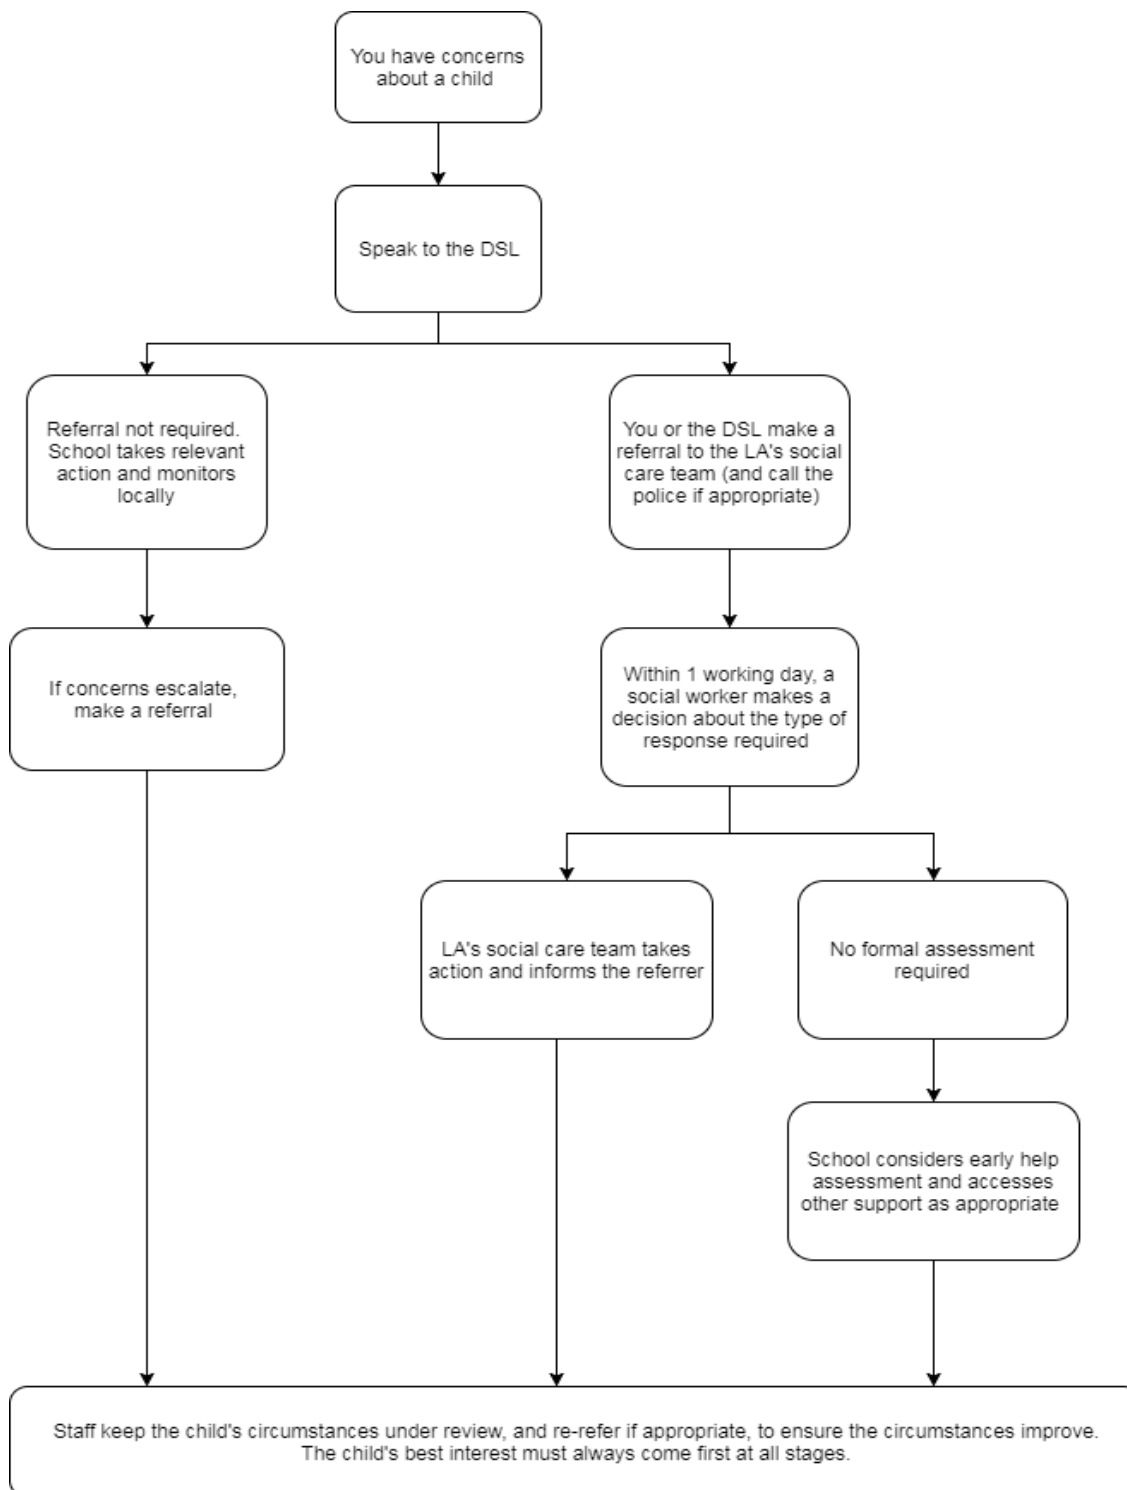 You have concerns
about a child
Speak to the DSL
Referral not required.
School takes relevant
action and monitors
locally
You or the DSL make a
referral to the LA's social
care team (and call the
police if appropriate)
If concerns escalate,
make a referral
Within 1 working day, a
social worker makes a
decision about the type of
response required
LA's social care team takes
action and informs the referrer
No formal assessment
required
School considers early help
assessment and accesses
other support as appropriate
Staff keep the child's circumstances under review, and re-refer if appropriate, to ensure the circumstances improve.
The child's best interest must always come first at all stages.